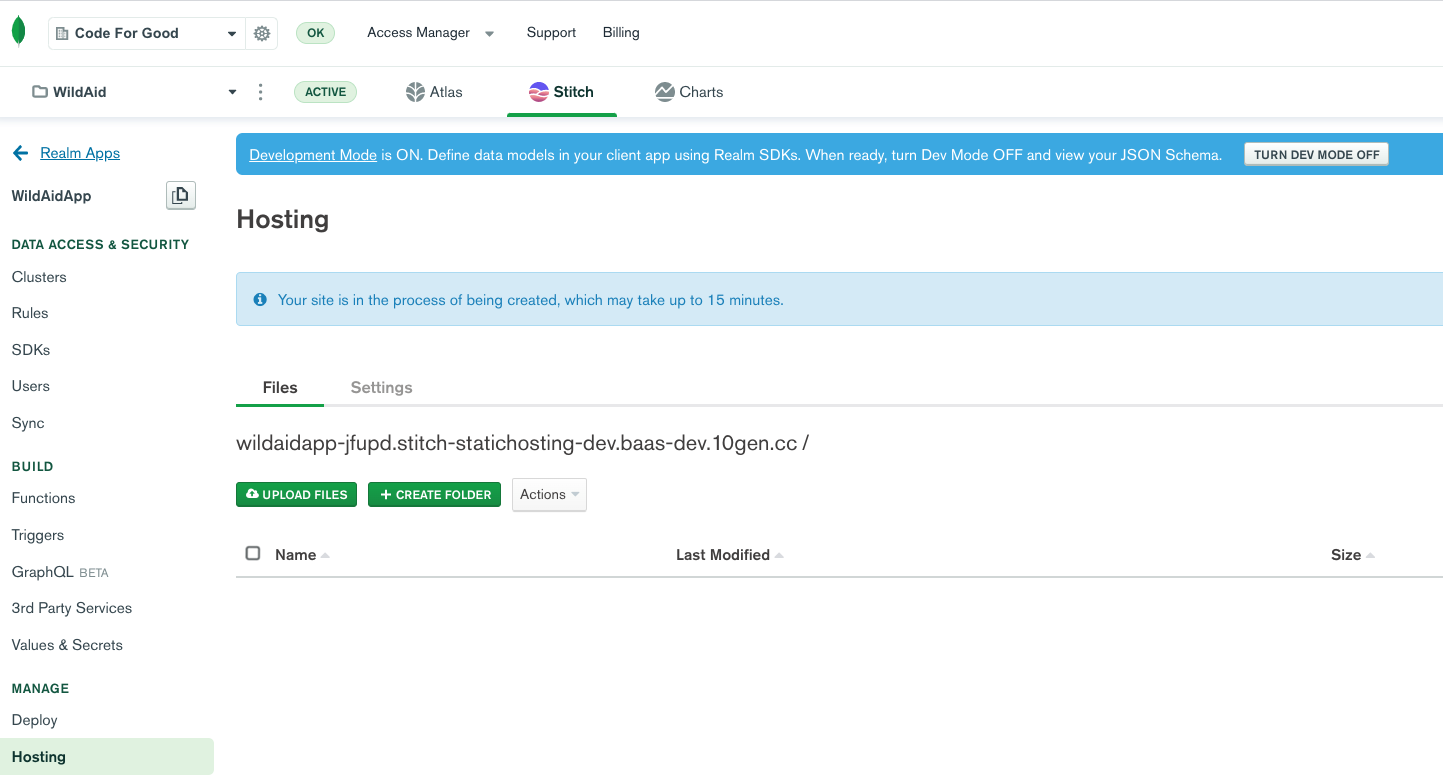 Code For Good OK Access Manager Support Billing
WildAid ACTIVE Atlas Stitch Charts
Realm Apps
WildAidApp
DATA ACCESS & SECURITY
Clusters
Rules
SDKs
Users
Sync
BUILD
Functions
Triggers
GraphQL BETA
3rd Party Services
Values & Secrets
MANAGE
Deploy
Hosting
Development Mode is ON. Define data models in your client app using Realm SDKs. When ready, turn Dev Mode OFF and view your JSON Schema. TURN DEV MODE OFF
Hosting
Your site is in the process of being created, which may take up to 15 minutes.
Files Settings
wildaidapp-jfupd.stitch-statichosting-dev.baas-dev.10gen.cc /
UPLOAD FILES + CREATE FOLDER Actions
Name Last Modified Size